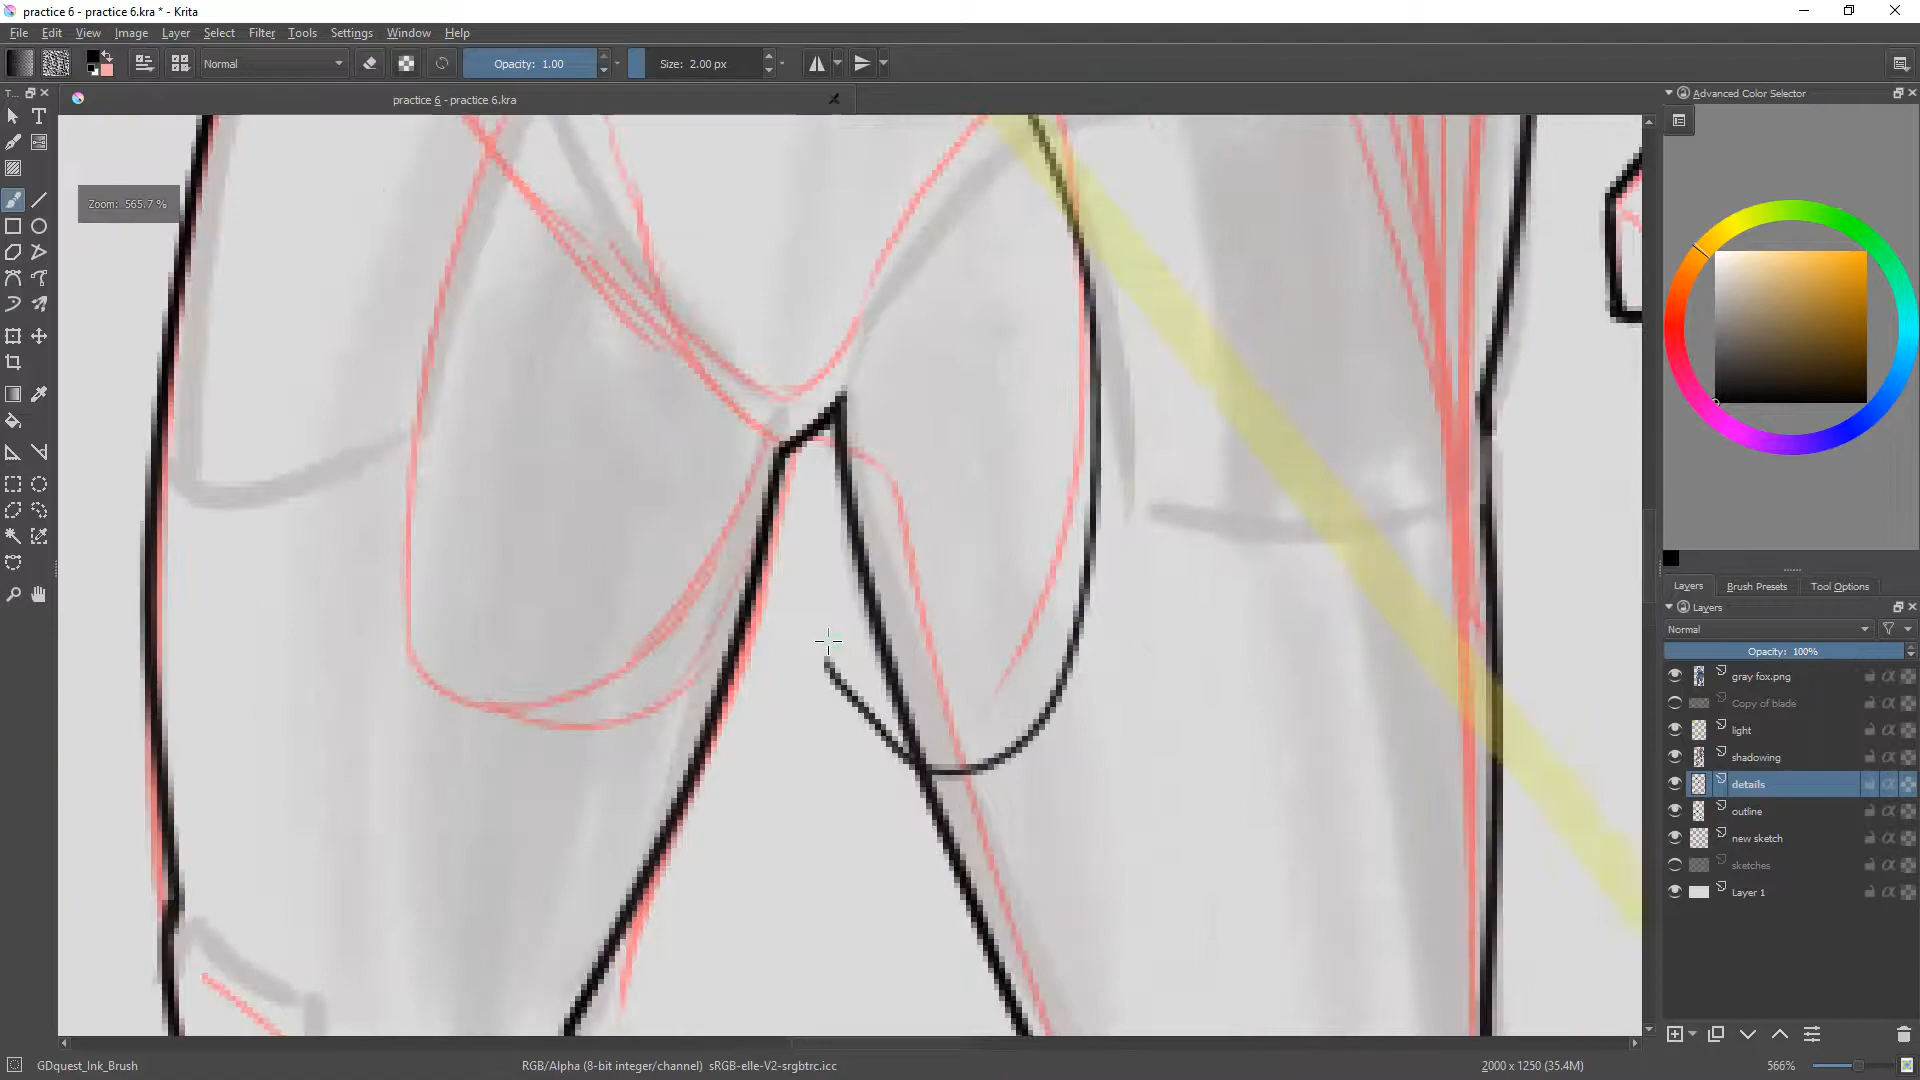 practice 6 - practice 6.kra * - Krita
File Edit View Image Layer Select Filter Tools Settings Window Help
Normal
Opacity: 1.00
Size: 2.00 px
T...
practice 6 - practice 6.kra
Advanced Color Selector
Zoom: 565.7 %
Layers
Brush Presets
Tool Options
Layers
Normal
Opacity: 100%
gray fox.png
Copy of blade
light
shadowing
details
outline
new sketch
sketches
Layer 1
GDquest_Ink_Brush
RGB/Alpha (8-bit integer/channel) sRGB-elle-V2-srgbtrc.icc
2000 x 1250 (35.4M)
566%